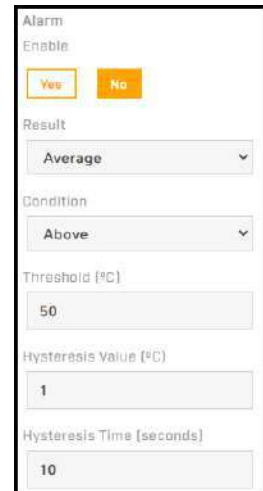 Alarm
Enable
Yes No
Result
Average
Condition
Above
Threshold (ºC)
50
Hysteresis Value (ºC)
1
Hysteresis Time (seconds)
10